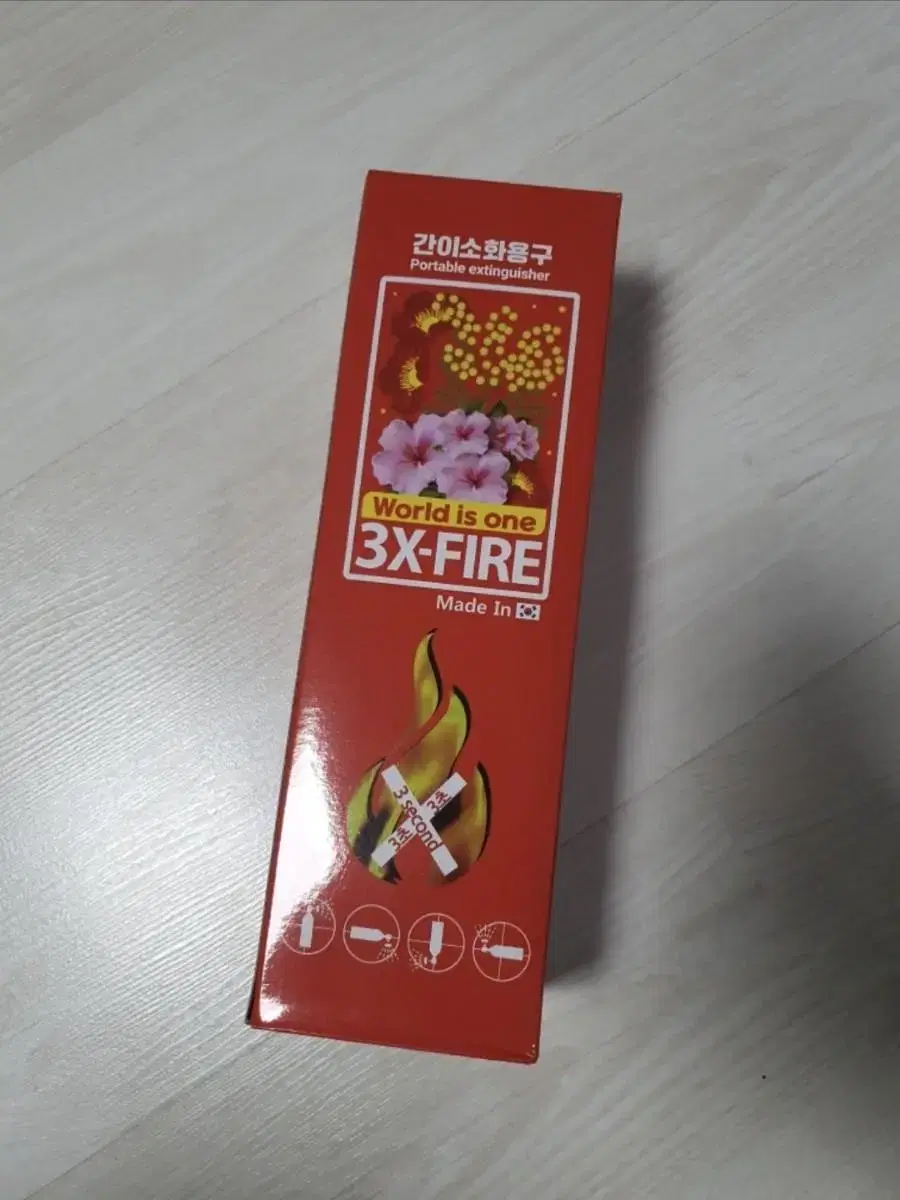 간이소화용구
Portable extinguisher
World is one
3X-FIRE
Made In
3초
3 second
3초